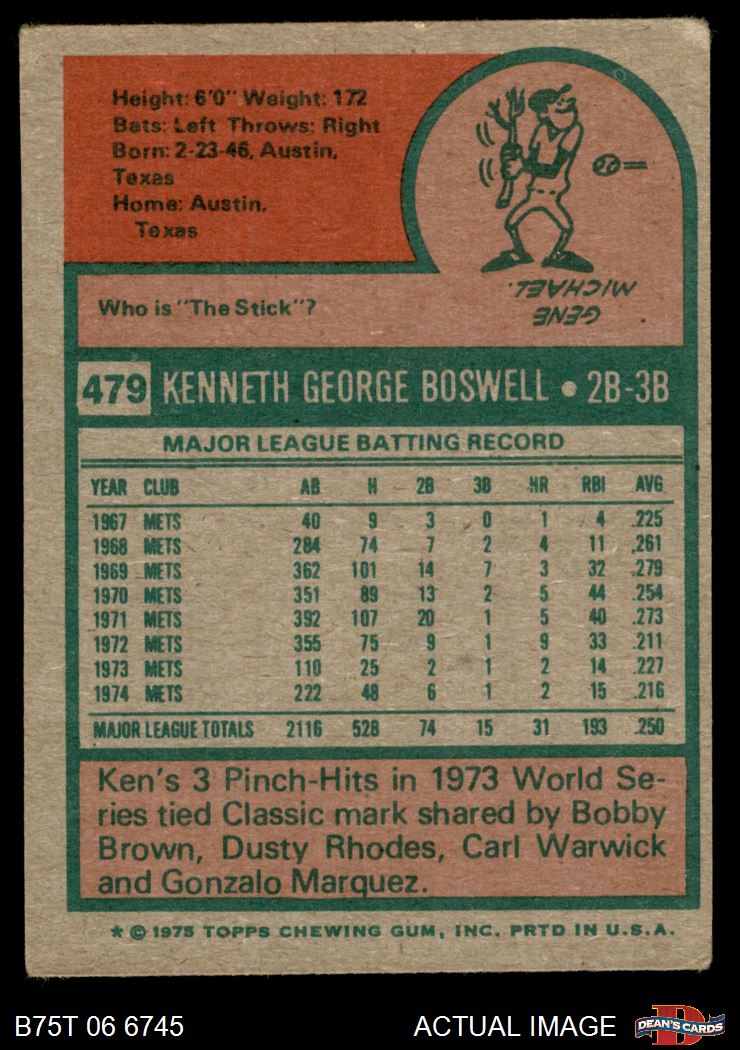 Height: 6'0" Weight: 172
Bats: Left Throws: Right
Born: 2-23-46, Austin,
Texas
Home: Austin,
Texas
Who is "The Stick"?
GENE
MICHAEL.
479 KENNETH GEORGE BOSWELL • 2B-3B
MAJOR LEAGUE BATTING RECORD
YEAR CLUB AB H 2B 3B HR RBI AVG
1967 METS 40 9 3 0 1 4 .225
1968 METS 284 74 7 2 4 11 .261
1969 METS 362 101 14 7 3 32 .279
1970 METS 351 89 13 2 5 44 .254
1971 METS 392 107 20 1 5 40 .273
1972 METS 355 75 9 1 9 33 .211
1973 METS 110 25 2 1 2 14 .227
1974 METS 222 48 6 1 2 15 .216
MAJOR LEAGUE TOTALS 2116 528 74 15 31 193 .250
Ken's 3 Pinch-Hits in 1973 World Se-
ries tied Classic mark shared by Bobby
Brown, Dusty Rhodes, Carl Warwick
and Gonzalo Marquez.
* © 1975 TOPPS CHEWING GUM, INC. PRTD IN U.S.A.
B75T 06 6745 ACTUAL IMAGE
D
DEAN'S CARDS